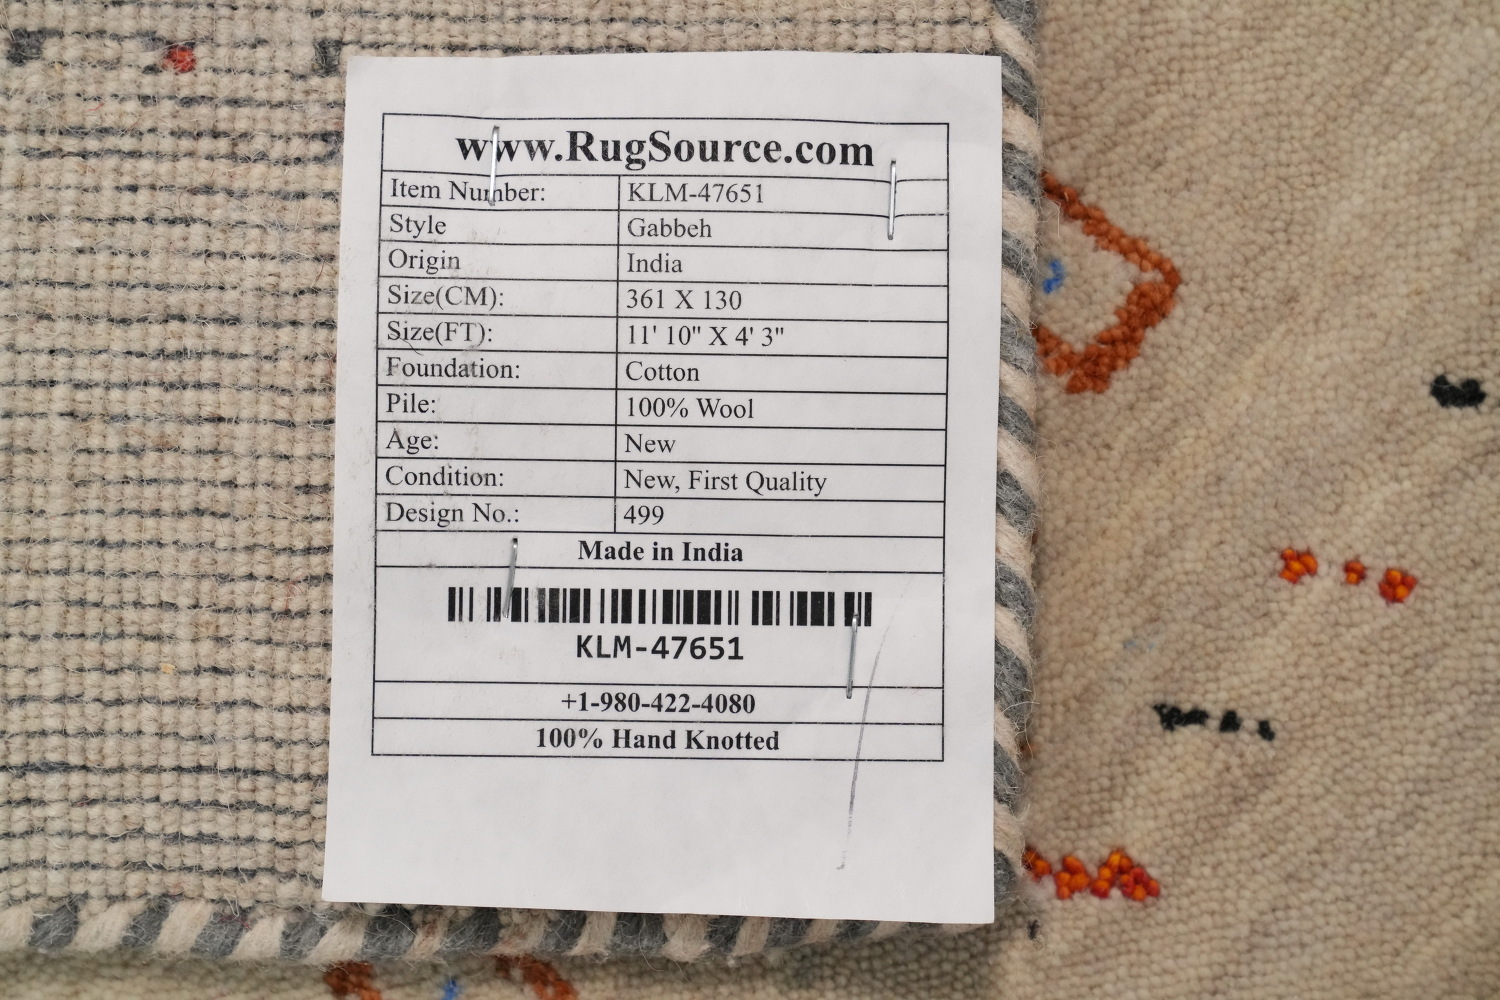 www.RugSource.com
Item Number: KLM-47651
Style Gabbeh
Origin India
Size(CM): 361 X 130
Size(FT): 11' 10" X 4' 3"
Foundation: Cotton
Pile: 100% Wool
Age: New
Condition: New, First Quality
Design No.: 499
Made in India
KLM-47651
+1-980-422-4080
100% Hand Knotted